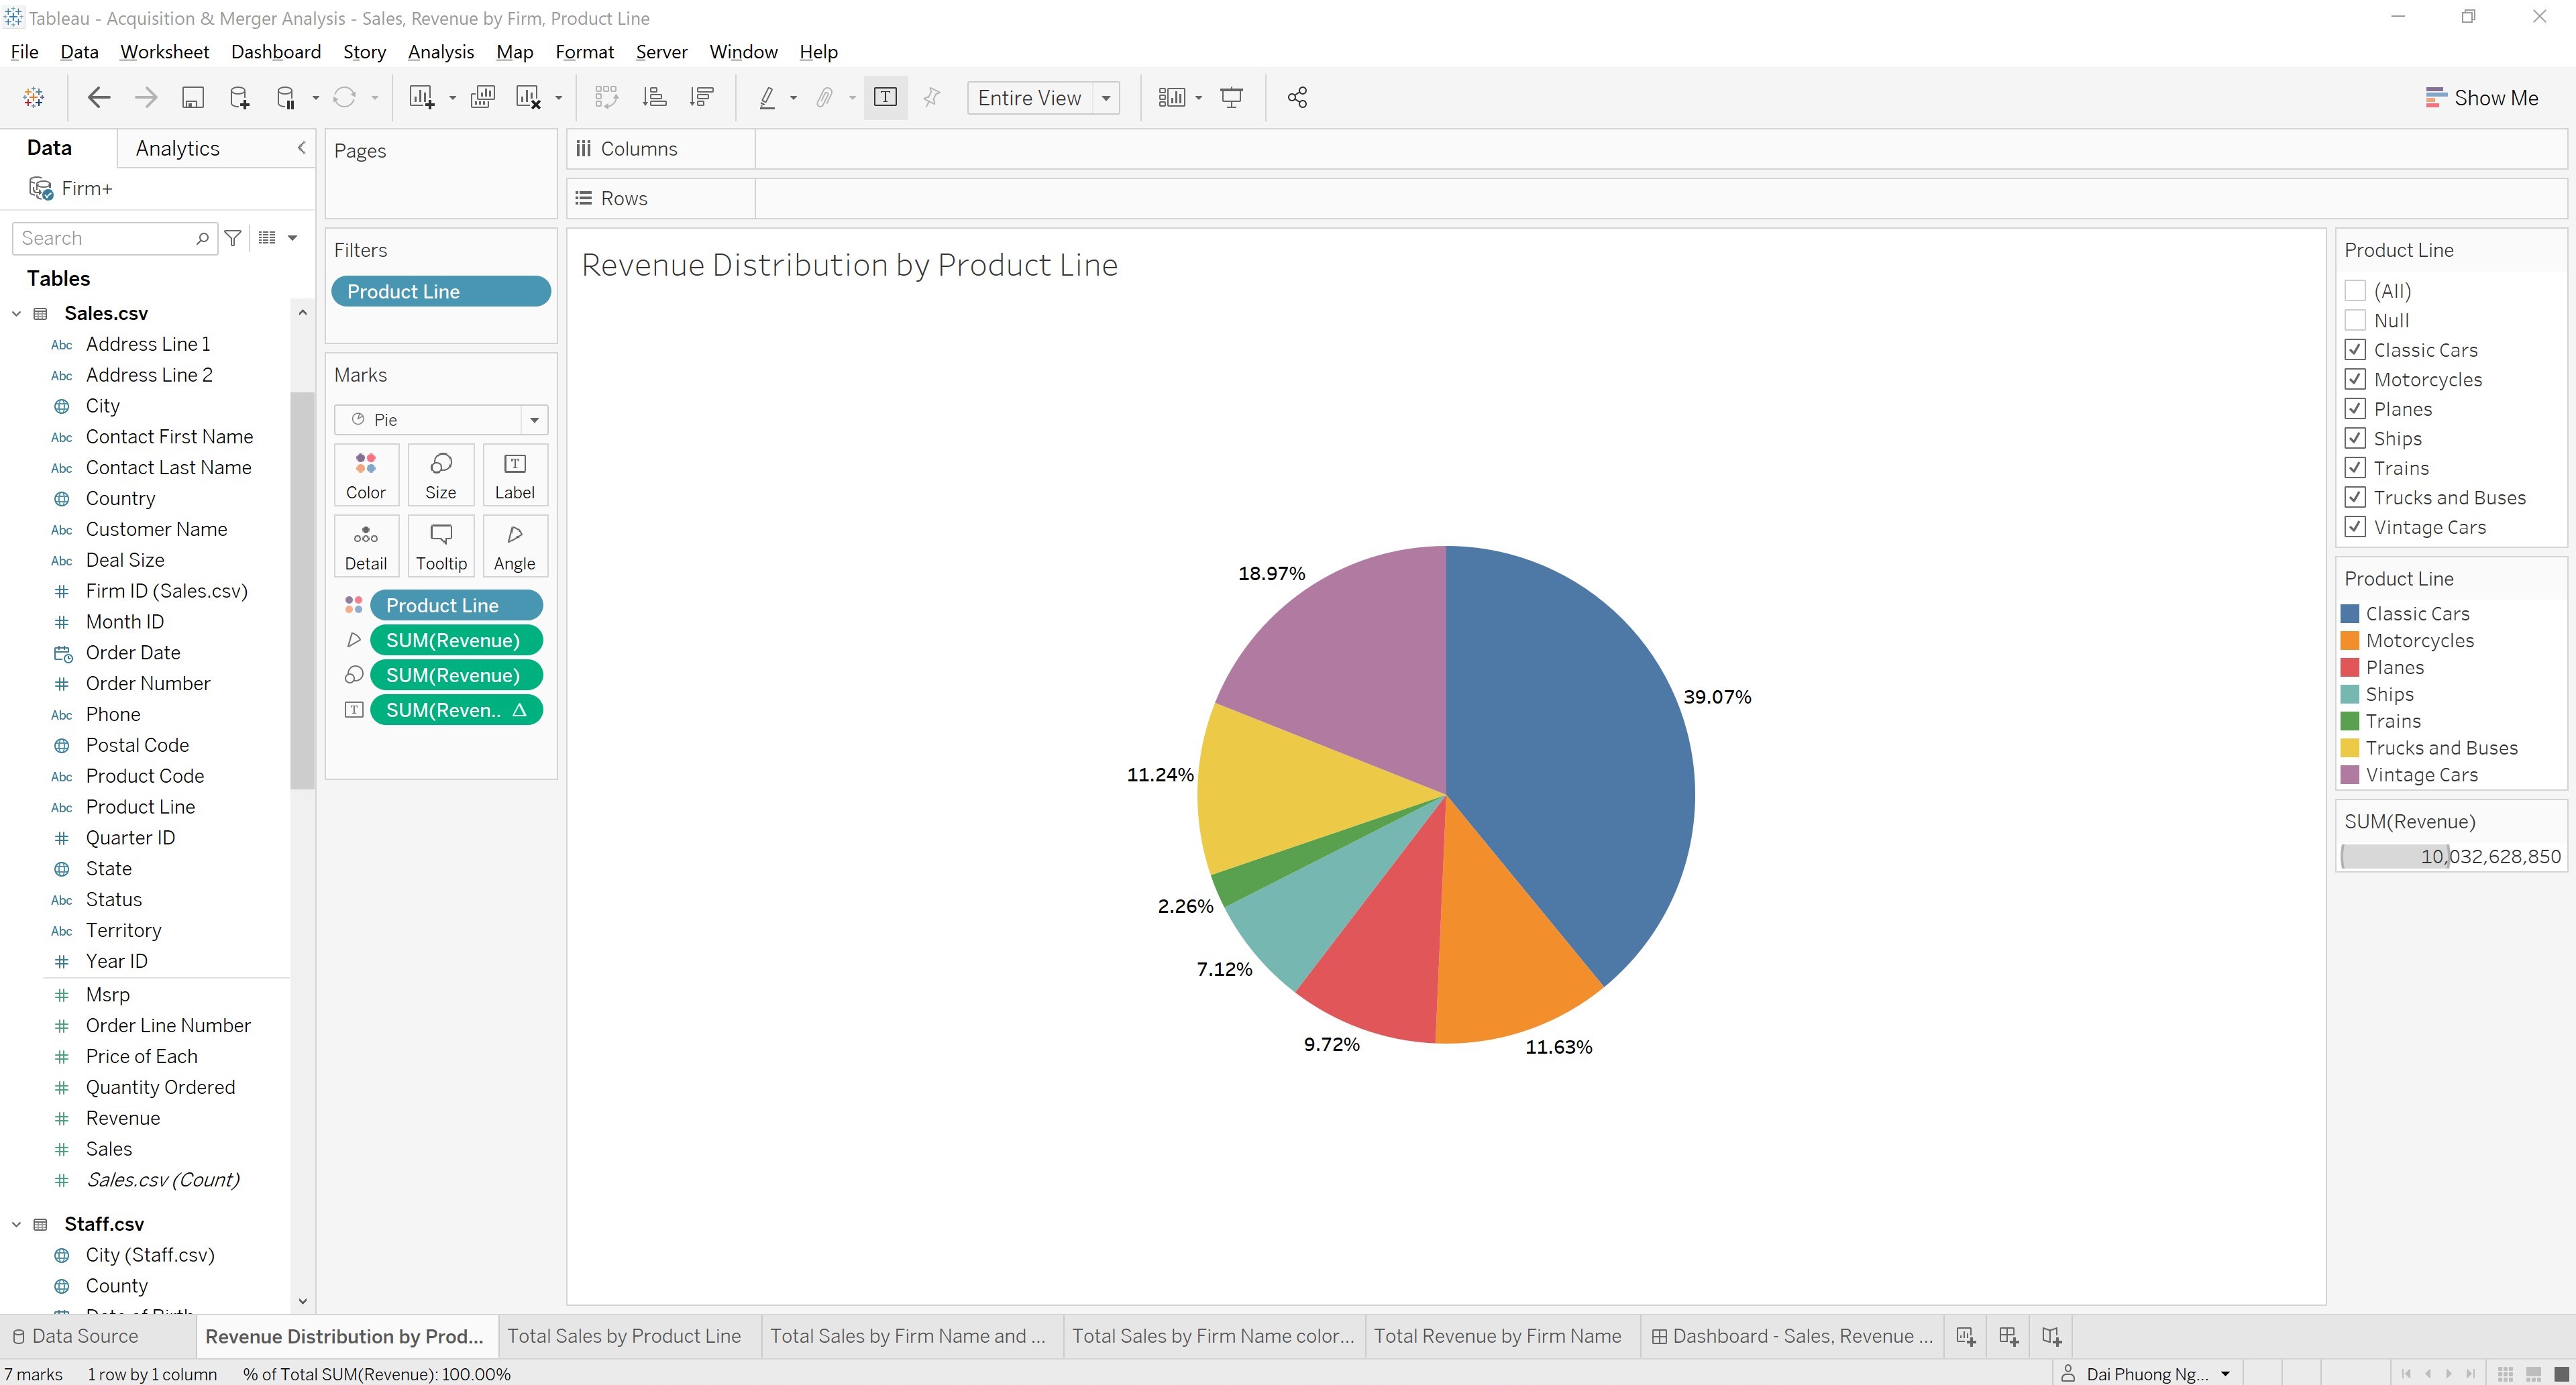 Tableau - Acquisition & Merger Analysis - Sales, Revenue by Firm, Product Line
File Data Worksheet Dashboard Story Analysis Map Format Server Window Help
Entire View
Show Me
Data Analytics
Firm+
Search
Tables
Sales.csv
Abc Address Line 1
Abc Address Line 2
City
Abc Contact First Name
Abc Contact Last Name
Country
Abc Customer Name
Abc Deal Size
# Firm ID (Sales.csv)
# Month ID
Order Date
# Order Number
Abc Phone
Postal Code
Abc Product Code
Abc Product Line
# Quarter ID
State
Abc Status
Abc Territory
# Year ID
# Msrp
# Order Line Number
# Price of Each
# Quantity Ordered
# Revenue
# Sales
# Sales.csv (Count)
Staff.csv
City (Staff.csv)
County
Date of Birth
Pages
Filters
Product Line
Marks
Pie
Color Size Label
Detail Tooltip Angle
Product Line
SUM(Revenue)
SUM(Revenue)
SUM(Reven.. Δ
Columns
Rows
Revenue Distribution by Product Line
18.97%
39.07%
11.24%
2.26%
7.12%
9.72%
11.63%
Product Line
(All)
Null
Classic Cars
Motorcycles
Planes
Ships
Trains
Trucks and Buses
Vintage Cars
Product Line
Classic Cars
Motorcycles
Planes
Ships
Trains
Trucks and Buses
Vintage Cars
SUM(Revenue)
10,032,628,850
Data Source Revenue Distribution by Prod... Total Sales by Product Line Total Sales by Firm Name and ... Total Sales by Firm Name color... Total Revenue by Firm Name Dashboard - Sales, Revenue ...
7 marks 1 row by 1 column % of Total SUM(Revenue): 100.00% Dai Phuong Ng...